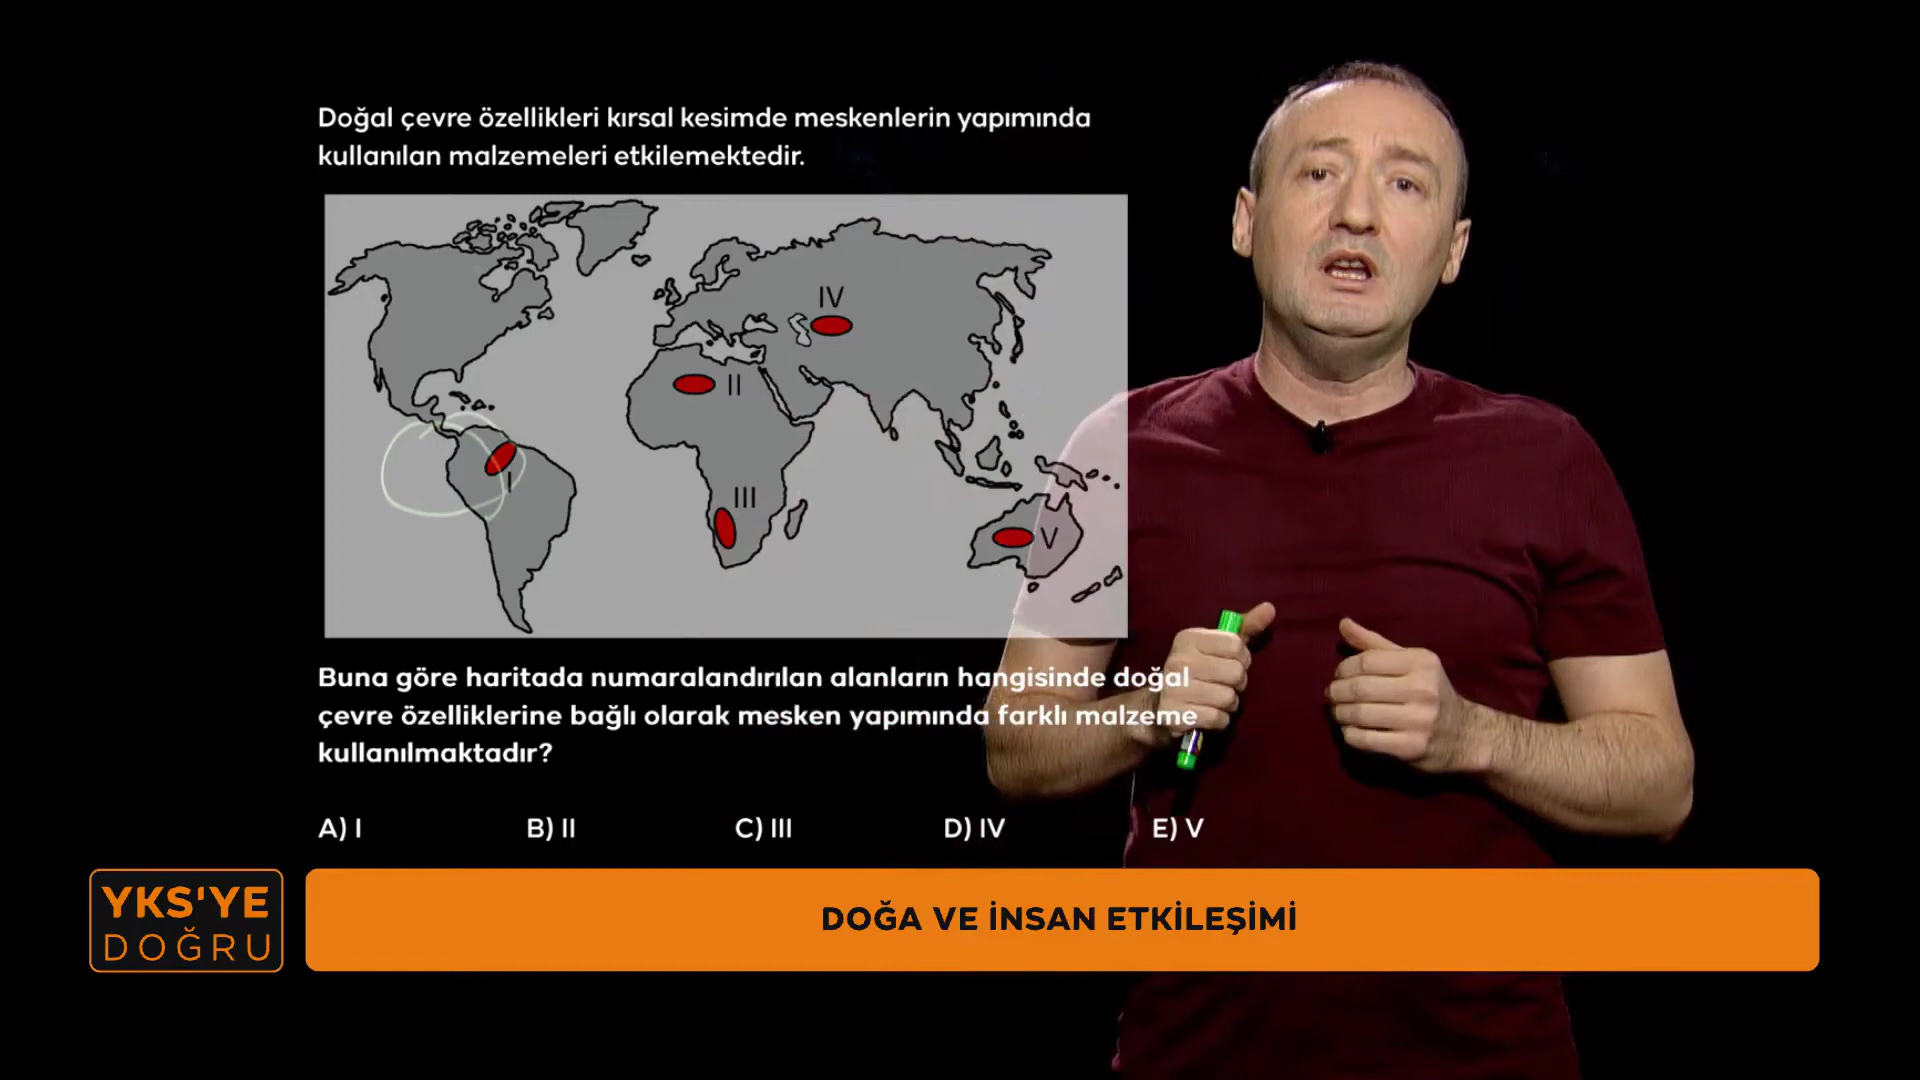 Doğal çevre özellikleri kırsal kesimde meskenlerin yapımında
kullanılan malzemeleri etkilemektedir.
IV
II
I
III
V
Buna göre haritada numaralandırılan alanların hangisinde doğal
çevre özelliklerine bağlı olarak mesken yapımında farklı malzeme
kullanılmaktadır?
A) I B) II C) III D) IV E) V
YKS'YE
DOĞRU
DOĞA VE İNSAN ETKİLEŞİMİ